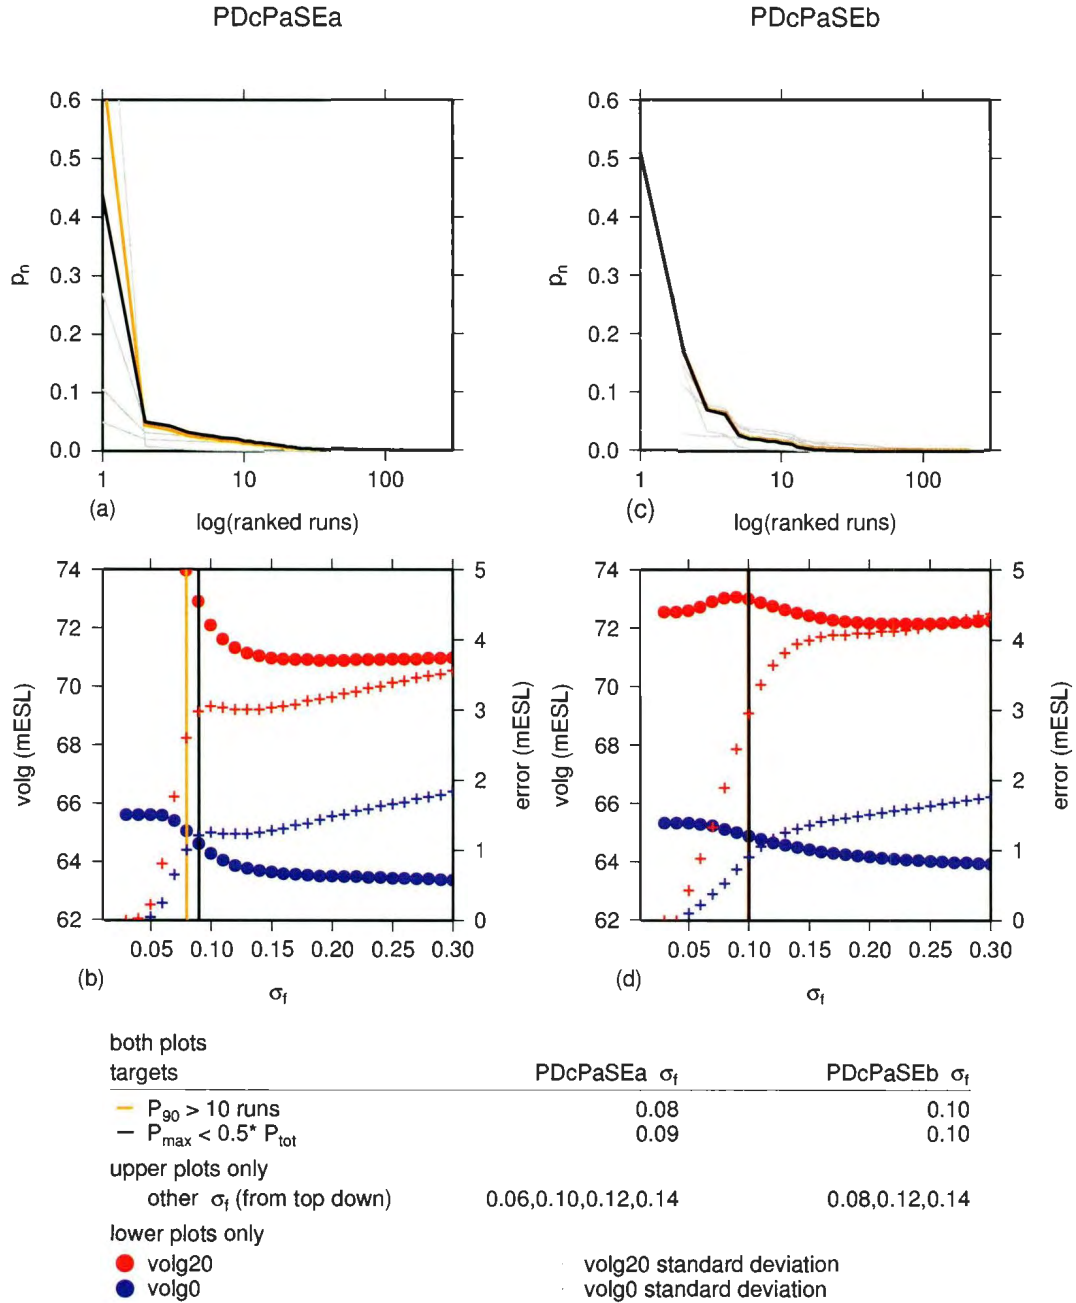 PDcPaSEa
PDcPaSEb
0.6
0.5
0.4
0.3
0.2
0.1
0.0
pn
1 10 100
(a)
log(ranked runs)
0.6
0.5
0.4
0.3
0.2
0.1
0.0
pn
1 10 100
(c)
log(ranked runs)
74
72
70
68
66
64
62
volg (mESL)
5
4
3
2
1
0
error (mESL)
0.05 0.10 0.15 0.20 0.25 0.30
(b)
σf
74
72
70
68
66
64
62
volg (mESL)
5
4
3
2
1
0
error (mESL)
0.05 0.10 0.15 0.20 0.25 0.30
(d)
σf
both plots
targets PDcPaSEa σf PDcPaSEb σf
P90 > 10 runs 0.08 0.10
Pmax < 0.5* Ptot 0.09 0.10
upper plots only
other σf (from top down) 0.06,0.10,0.12,0.14 0.08,0.12,0.14
lower plots only
volg20 volg20 standard deviation
volg0 volg0 standard deviation